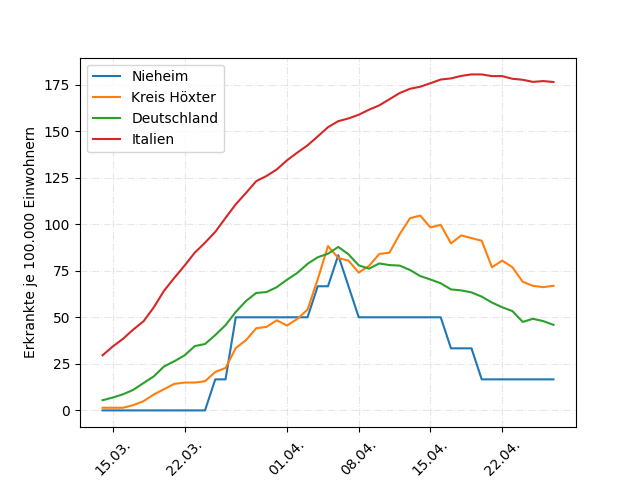 Nieheim
Kreis Höxter
Deutschland
Italien
Erkrankte je 100.000 Einwohnern
175
150
125
100
75
50
25
0
15.03.
22.03.
01.04.
08.04.
15.04.
22.04.